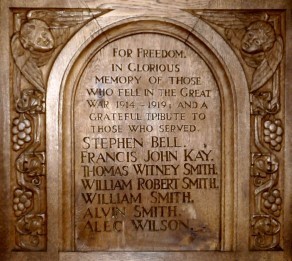 FOR FREEDOM.
IN GLORIOUS
MEMORY OF THOSE
WHO FELL IN THE GREAT
WAR 1914-1919; AND A
GRATEFUL TRIBUTE TO
THOSE WHO SERVED.
STEPHEN BELL.
FRANCIS JOHN KAY.
THOMAS WITNEY SMITH.
WILLIAM ROBERT SMITH.
WILLIAM SMITH.
ALVIN SMITH.
ALEC WILSON.